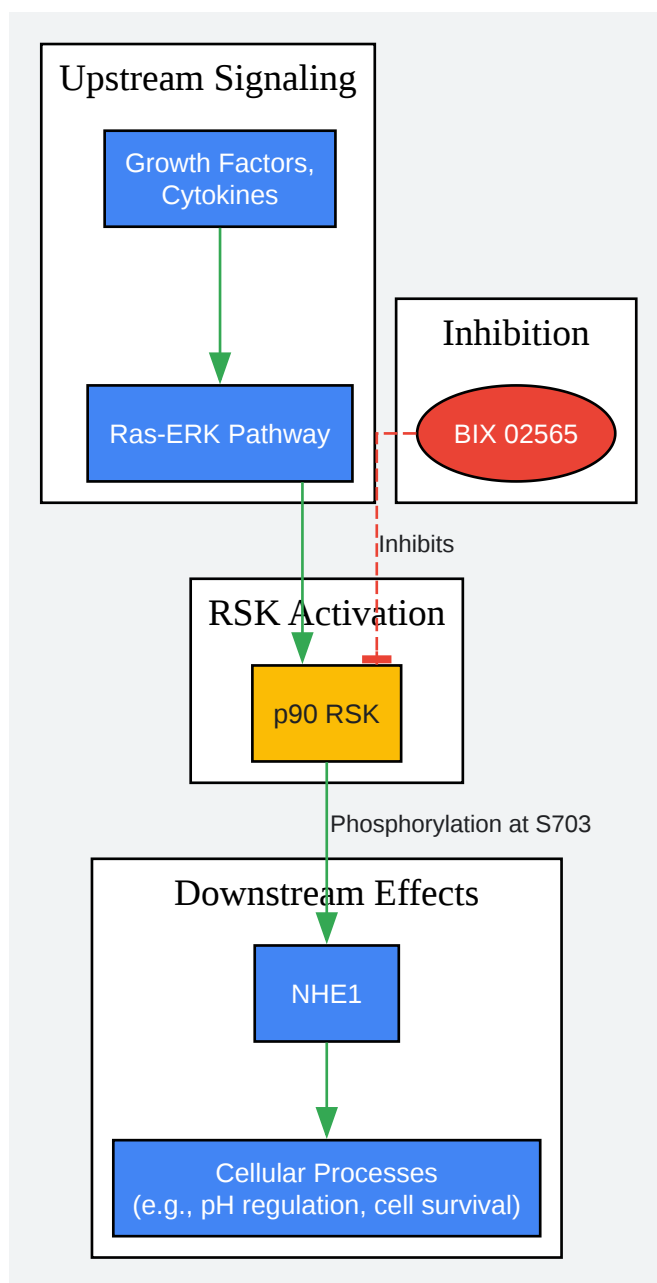 Upstream Signaling
Growth Factors,
Cytokines
Ras-ERK Pathway
Inhibition
BIX 02565
Inhibits
RSK Activation
p90 RSK
Phosphorylation at S703
Downstream Effects
NHE1
Cellular Processes
(e.g., pH regulation, cell survival)